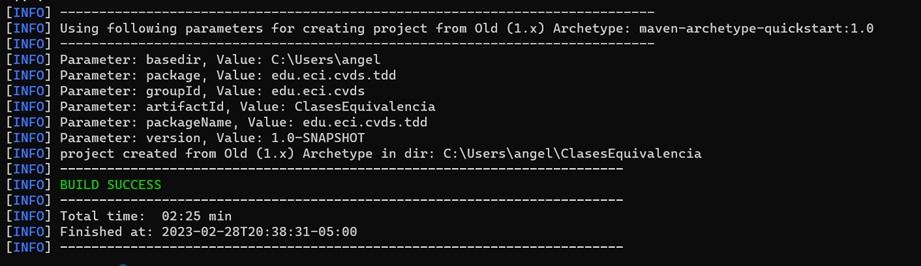 [INFO] ----------------------------------------------------------------------------
[INFO] Using following parameters for creating project from Old (1.x) Archetype: maven-archetype-quickstart:1.0
[INFO] ----------------------------------------------------------------------------
[INFO] Parameter: basedir, Value: C:\Users\angel
[INFO] Parameter: package, Value: edu.eci.cvds.tdd
[INFO] Parameter: groupId, Value: edu.eci.cvds
[INFO] Parameter: artifactId, Value: ClasesEquivalencia
[INFO] Parameter: packageName, Value: edu.eci.cvds.tdd
[INFO] Parameter: version, Value: 1.0-SNAPSHOT
[INFO] project created from Old (1.x) Archetype in dir: C:\Users\angel\ClasesEquivalencia
[INFO] ------------------------------------------------------------------------
[INFO] BUILD SUCCESS
[INFO] ------------------------------------------------------------------------
[INFO] Total time:  02:25 min
[INFO] Finished at: 2023-02-28T20:38:31-05:00
[INFO] ------------------------------------------------------------------------